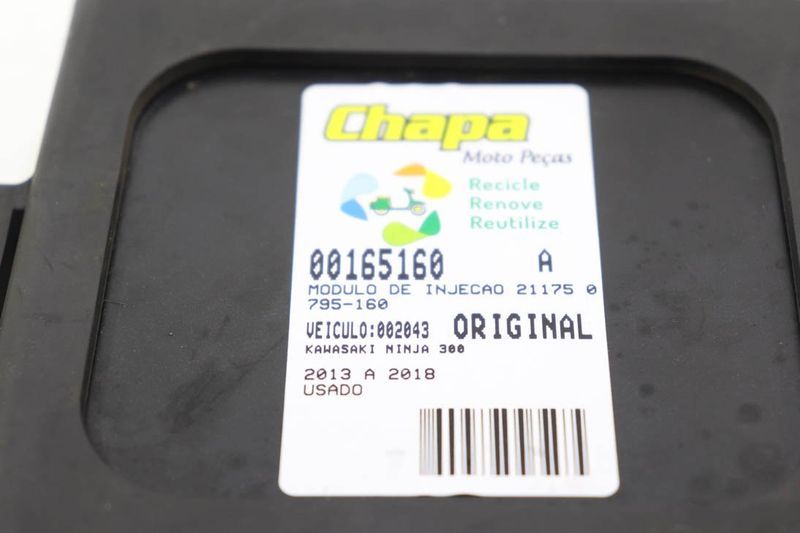 Chapa
Moto Peças
Recicle
Renove
Reutilize
00165160 A
MODULO DE INJECAO 21175 0
795-160
VEICULO:002043 ORIGINAL
KAWASAKI NINJA 300
2013 A 2018
USADO